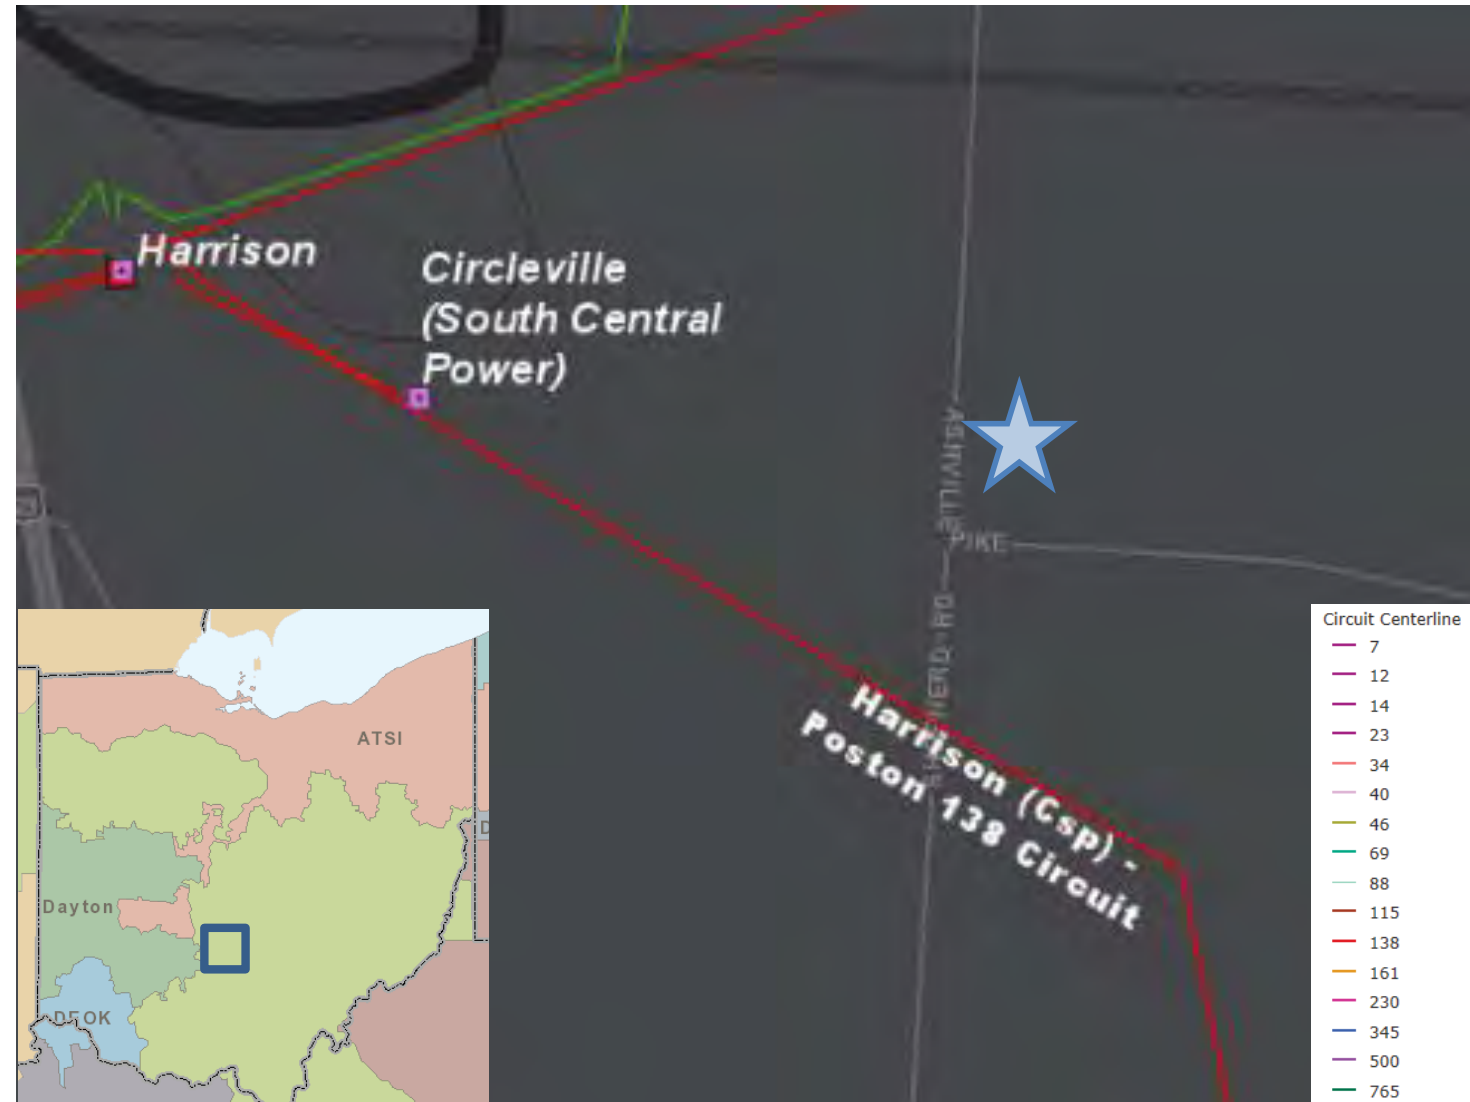 Harrison
Circleville
(South Central
Power)
ASHVILLE
PIKE
RD
Harrison (Csp) -
Poston 138 Circuit
ATSI
Dayton
DEOK
D
Circuit Centerline
7
12
14
23
34
40
46
69
88
115
138
161
230
345
500
765